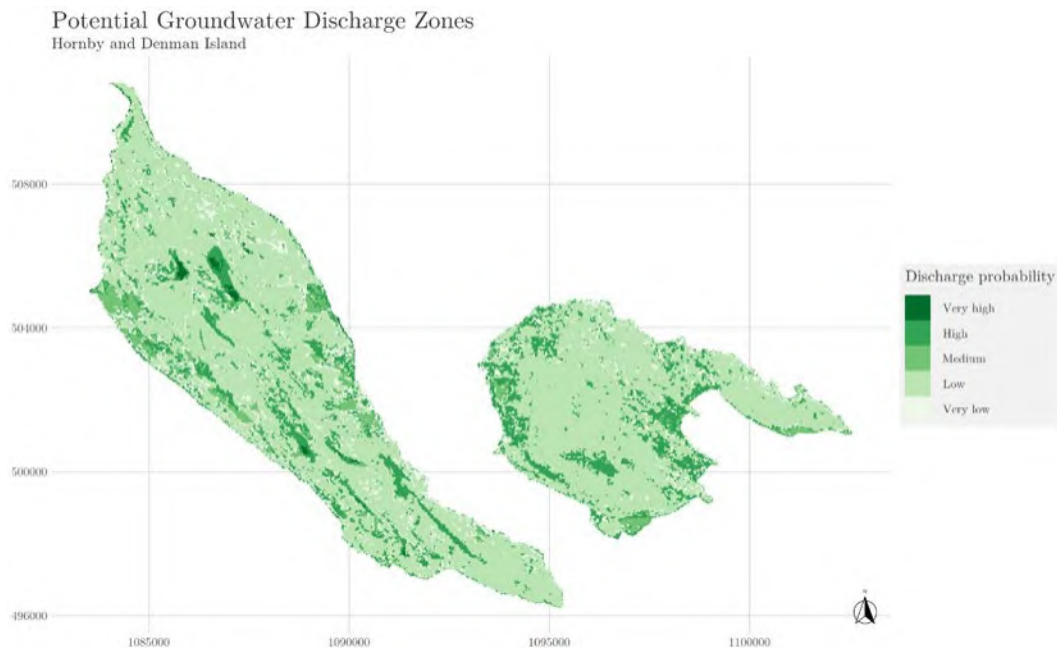 Potential Groundwater Discharge Zones
Hornby and Denman Island
508000
504000
500000
496000
1085000
1090000
1095000
1100000
Discharge probability
Very high
High
Medium
Low
Very low
N